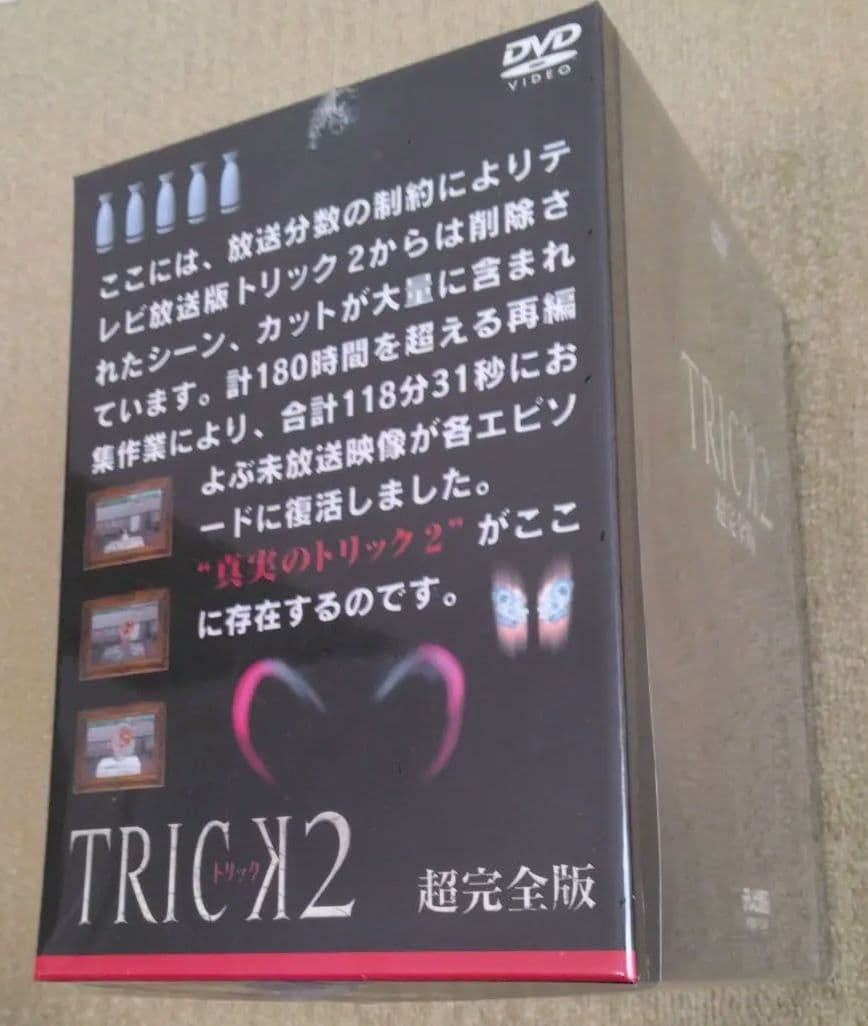 DVD
VIDEO
ここには、放送分数の制約によりテ
レビ放送版トリック2からは削除さ
れたシーン、カットが大量に含まれ
ています。計180時間を超える再編
集作業により、合計118分31秒にお
よぶ未放送映像が各エピソ
ードに復活しました。
“真実のトリック2”がここ
に存在するのです。
TRICK2
トリック
超完全版
TRICK2
超完全版